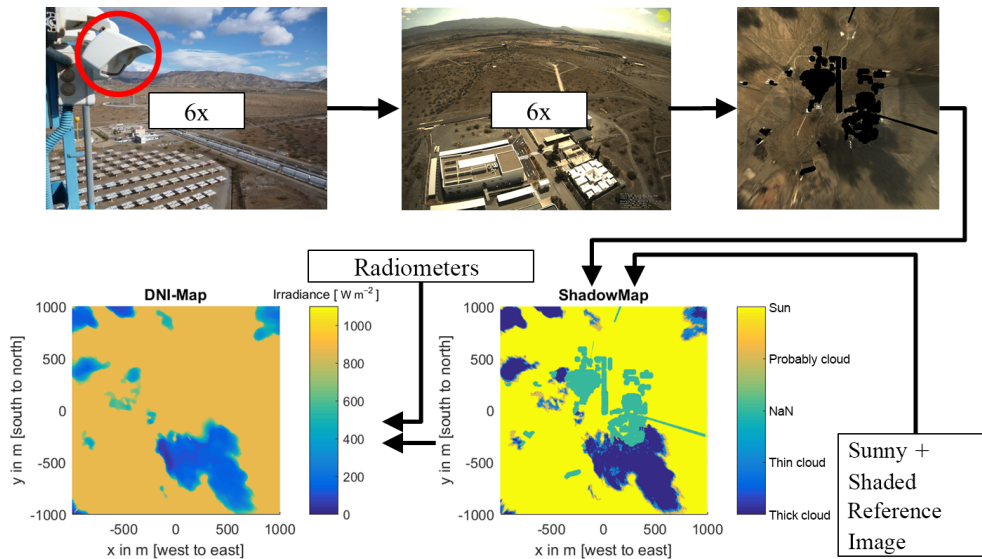 6x
6x
Radiometers
DNI-Map
Irradiance [ W m⁻² ]
1000
500
0
-500
-1000
y in m [south to north]
-500
0
500
1000
x in m [west to east]
1000
800
600
400
200
0
ShadowMap
1000
500
0
-500
-1000
y in m [south to north]
-500
0
500
1000
x in m [west to east]
Sun
Probably cloud
NaN
Thin cloud
Thick cloud
Sunny +
Shaded
Reference
Image